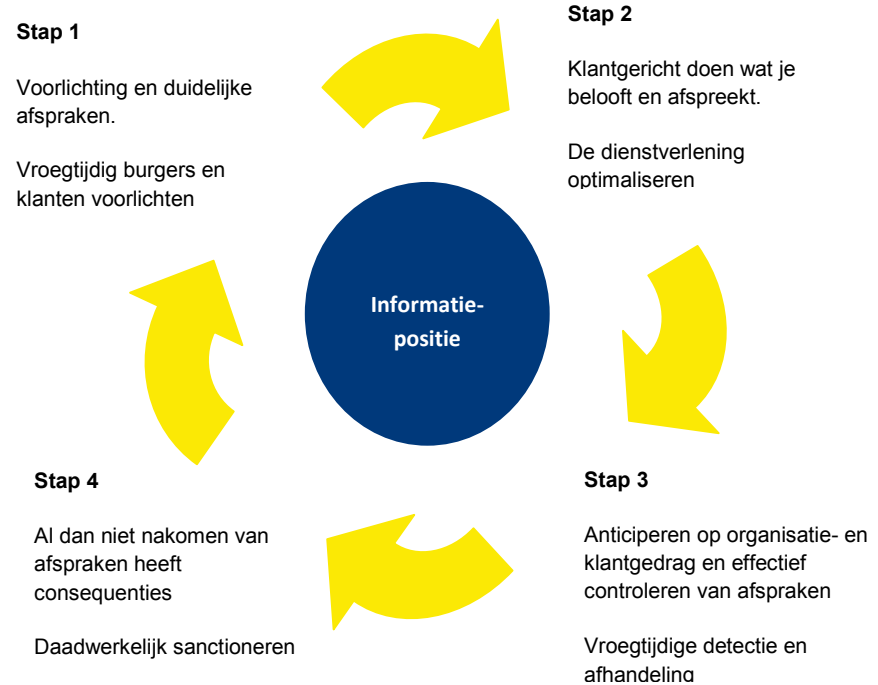 Stap 1
Voorlichting en duidelijke
afspraken.
Vroegtijdig burgers en
klanten voorlichten
Stap 2
Klantgericht doen wat je
belooft en afspreekt.
De dienstverlening
optimaliseren
Informatie-
positie
Stap 4
Al dan niet nakomen van
afspraken heeft
consequenties
Daadwerkelijk sanctioneren
Stap 3
Anticiperen op organisatie- en
klantgedrag en effectief
controleren van afspraken
Vroegtijdige detectie en
afhandeling